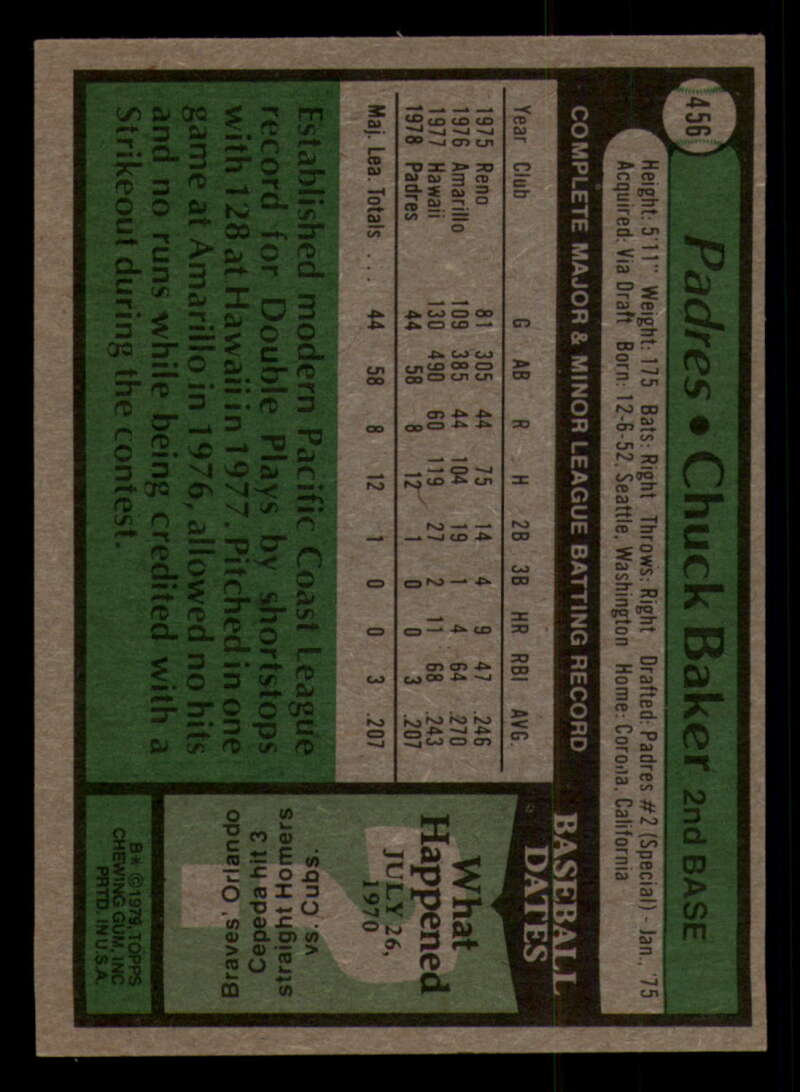 456
Padres • Chuck Baker 2nd BASE
Height: 5'11" Weight: 175 Bats: Right Throws: Right Drafted: Padres #2 (Special) - Jan., '75
Acquired: Via Draft Born: 12-6-52, Seattle, Washington Home: Corona, California
COMPLETE MAJOR & MINOR LEAGUE BATTING RECORD
Year Club G AB R H 2B 3B HR RBI AVG.
1975 Reno 81 305 44 75 14 4 9 47 .246
1976 Amarillo 109 385 44 104 19 1 4 64 .270
1977 Hawaii 130 490 60 119 27 2 11 68 .243
1978 Padres 44 58 8 12 1 0 0 3 .207
Maj. Lea. Totals .... 44 58 8 12 1 0 0 3 .207
Established modern Pacific Coast League
record for Double Plays by shortstops
with 128 at Hawaii in 1977. Pitched in one
game at Amarillo in 1976, allowed no hits
and no runs while being credited with a
Strikeout during the contest.
BASEBALL
DATES
What
Happened
JULY 26,
1970
Braves' Orlando
Cepeda hit 3
straight Homers
vs. Cubs.
B* © 1979, TOPPS
CHEWING GUM, INC
PRTD. IN U.S.A.